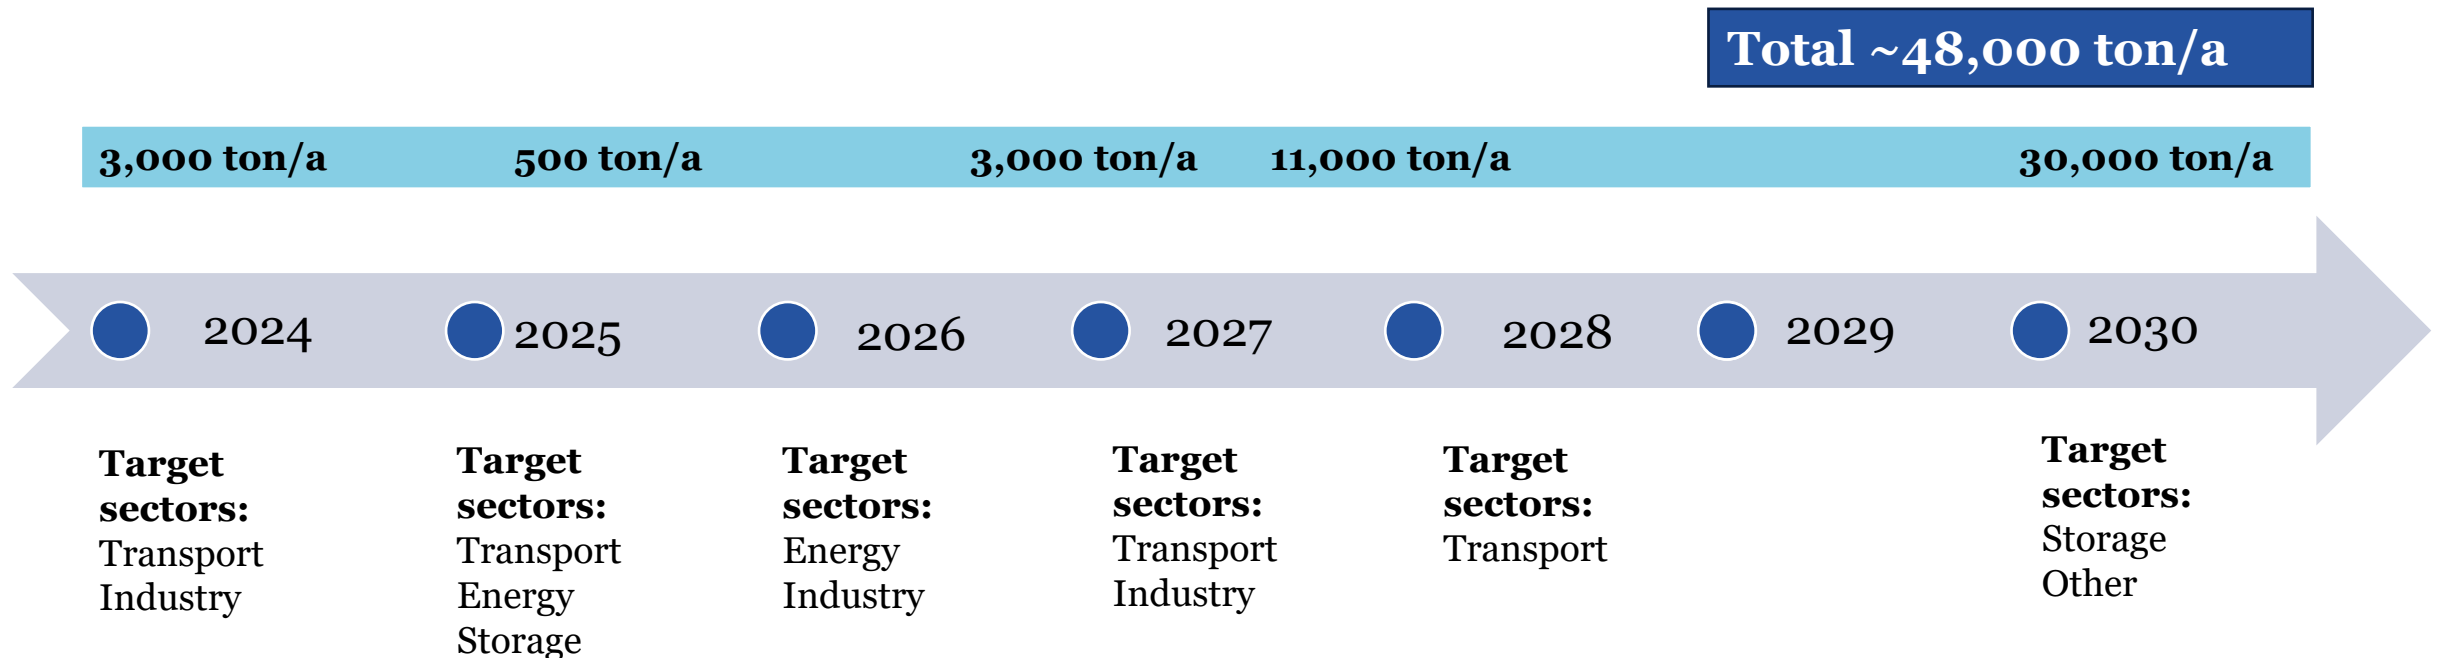 Total ~48,000 ton/a
3,000 ton/a
500 ton/a
3,000 ton/a
11,000 ton/a
30,000 ton/a
2024
2025
2026
2027
2028
2029
2030
Target
sectors:
Transport
Industry
Target
sectors:
Transport
Energy
Storage
Target
sectors:
Energy
Industry
Target
sectors:
Transport
Industry
Target
sectors:
Transport
Target
sectors:
Storage
Other